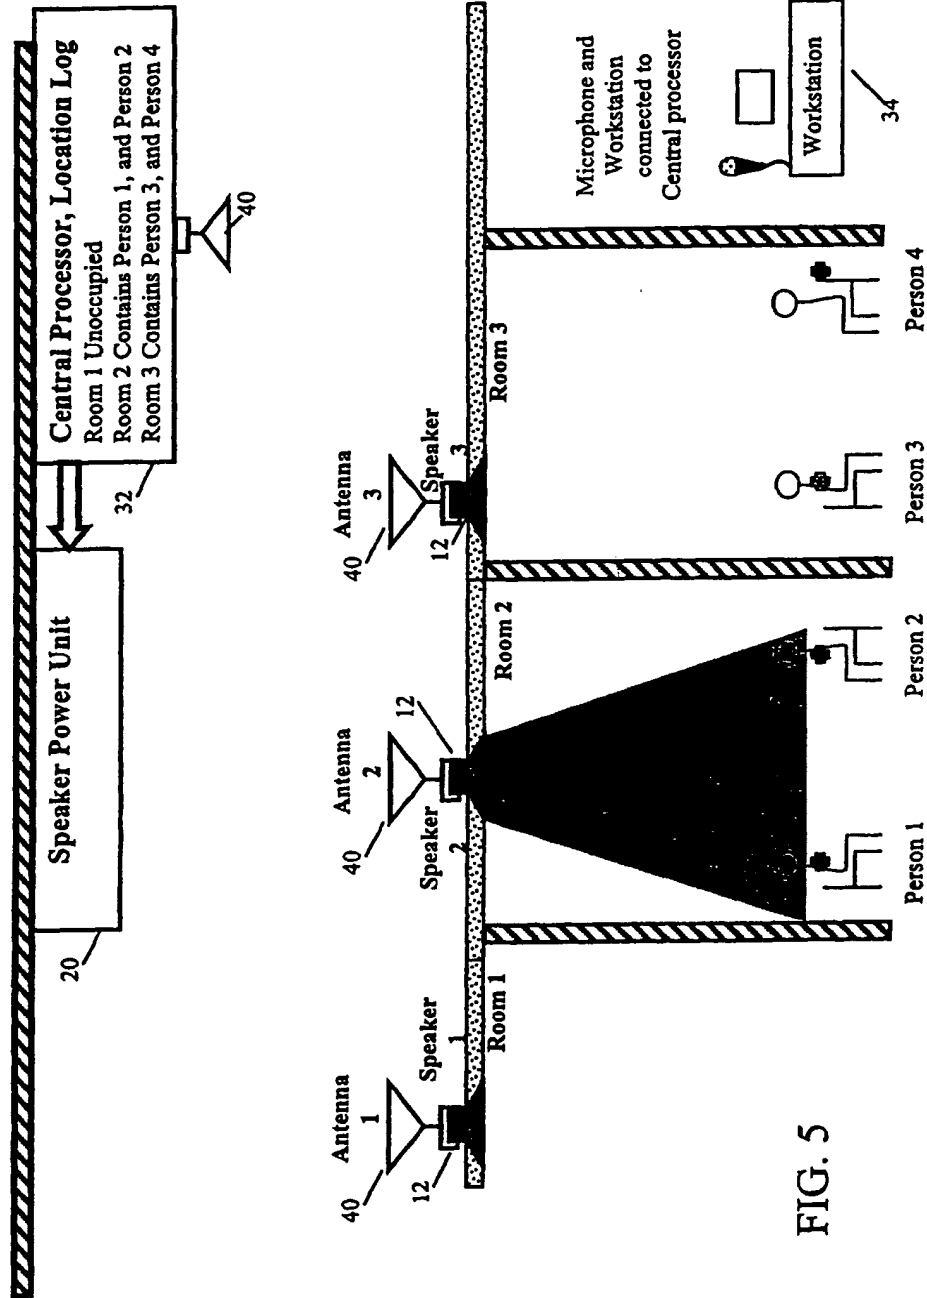 Speaker Power Unit
20
Central Processor, Location Log
Room 1 Unoccupied
Room 2 Contains Person 1, and Person 2
Room 3 Contains Person 3, and Person 4
32
40
Antenna
1
40
Speaker
1
12
Room 1
Antenna
2
40
Speaker
2
12
Room 2
Antenna
3
40
Speaker
3
12
Room 3
Microphone and
Workstation
connected to
Central processor
Workstation
34
Person 1
Person 2
Person 3
Person 4
FIG. 5